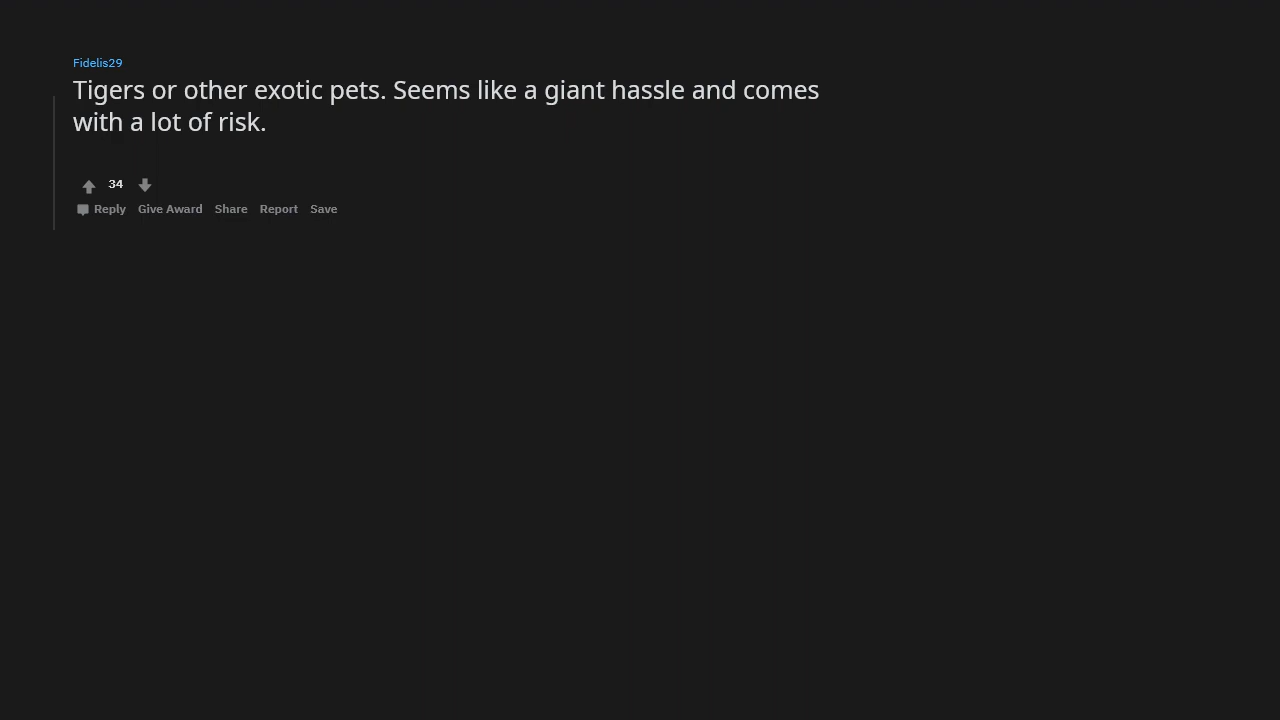 Fidelis29
Tigers or other exotic pets. Seems like a giant hassle and comes
with a lot of risk.
34
Reply Give Award Share Report Save